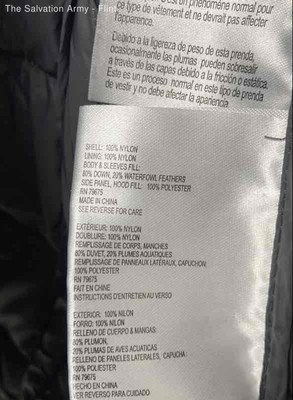 The Salvation Army - Flint
est un phénomène normal pour
ce type de vêtement et ne devrait pas affecter
l'apparence.
Debido a la ligereza de peso de esta prenda,
ocasionalmente las plumas pueden sobresalir
a través de las capas debido a la fricción o estática.
Este es un proceso normal en este tipo de prenda
de vestir y no debe afectar la apariencia.
SHELL: 100% NYLON
LINING: 100% NYLON
BODY & SLEEVES FILL:
80% DOWN, 20% WATERFOWL FEATHERS
SIDE PANEL, HOOD FILL: 100% POLYESTER
RN 79675
MADE IN CHINA
SEE REVERSE FOR CARE
EXTÉRIEUR: 100% NYLON
DOUBLURE: 100% NYLON
REMPLISSAGE DE CORPS, MANCHES
80% DUVET, 20% PLUMES AQUATIQUES
REMPLISSAGE DE PANNEAUX LATÉRAUX, CAPUCHON:
100% POLYESTER
RN 79675
FAIT EN CHINE
INSTRUCTIONS D'ENTRETIEN AU VERSO
EXTERIOR: 100% NILON
FORRO: 100% NILON
RELLENO DE CUERPO & MANGAS:
80% PLUMON,
20% PLUMAS DE AVES ACUATICAS.
RELLENO DE PANELES LATERALES, CAPUCHA:
100% POLIESTER
RN 79675
HECHO EN CHINA
VER REVERSO PARA CUIDADO